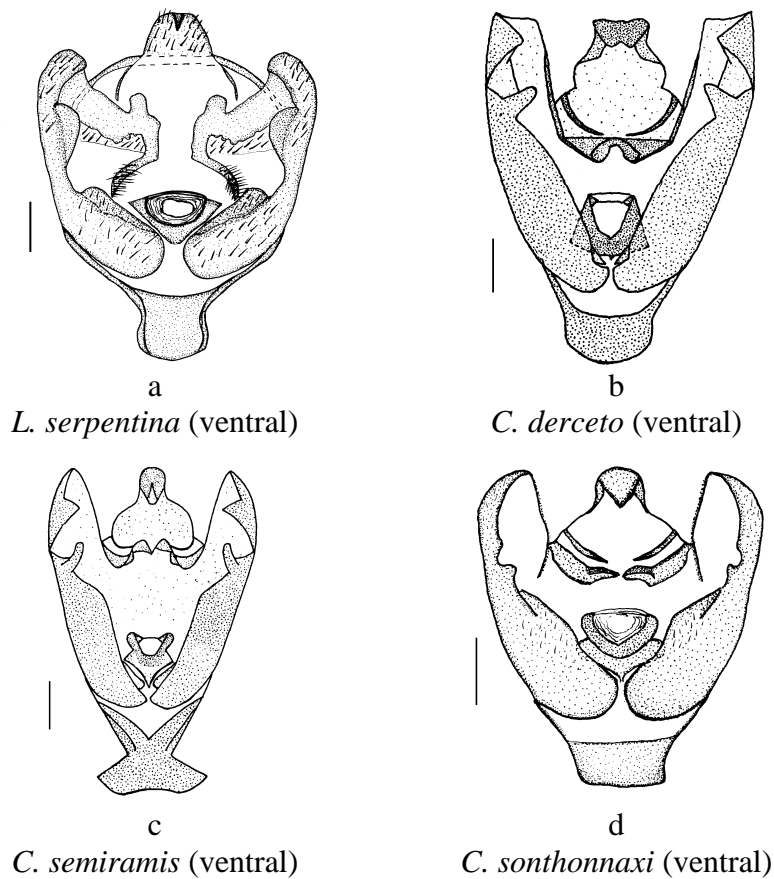 a
L. serpentina (ventral)
b
C. derceto (ventral)
c
C. semiramis (ventral)
d
C. sonthonnaxi (ventral)